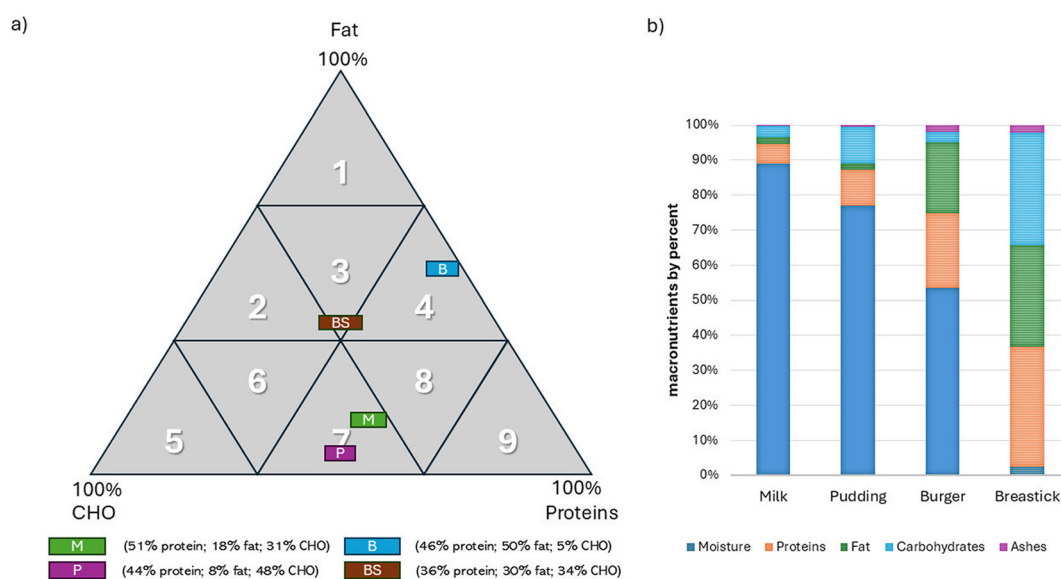 a)
Fat
100%
1
2
3
4
B
BS
5
6
7
8
9
M
P
100%
CHO
100%
Proteins
M (51% protein; 18% fat; 31% CHO)
B (46% protein; 50% fat; 5% CHO)
P (44% protein; 8% fat; 48% CHO)
BS (36% protein; 30% fat; 34% CHO)
b)
macronutrients by percent
100%
90%
80%
70%
60%
50%
40%
30%
20%
10%
0%
Milk Pudding Burger Breastick
Moisture Proteins Fat Carbohydrates Ashes